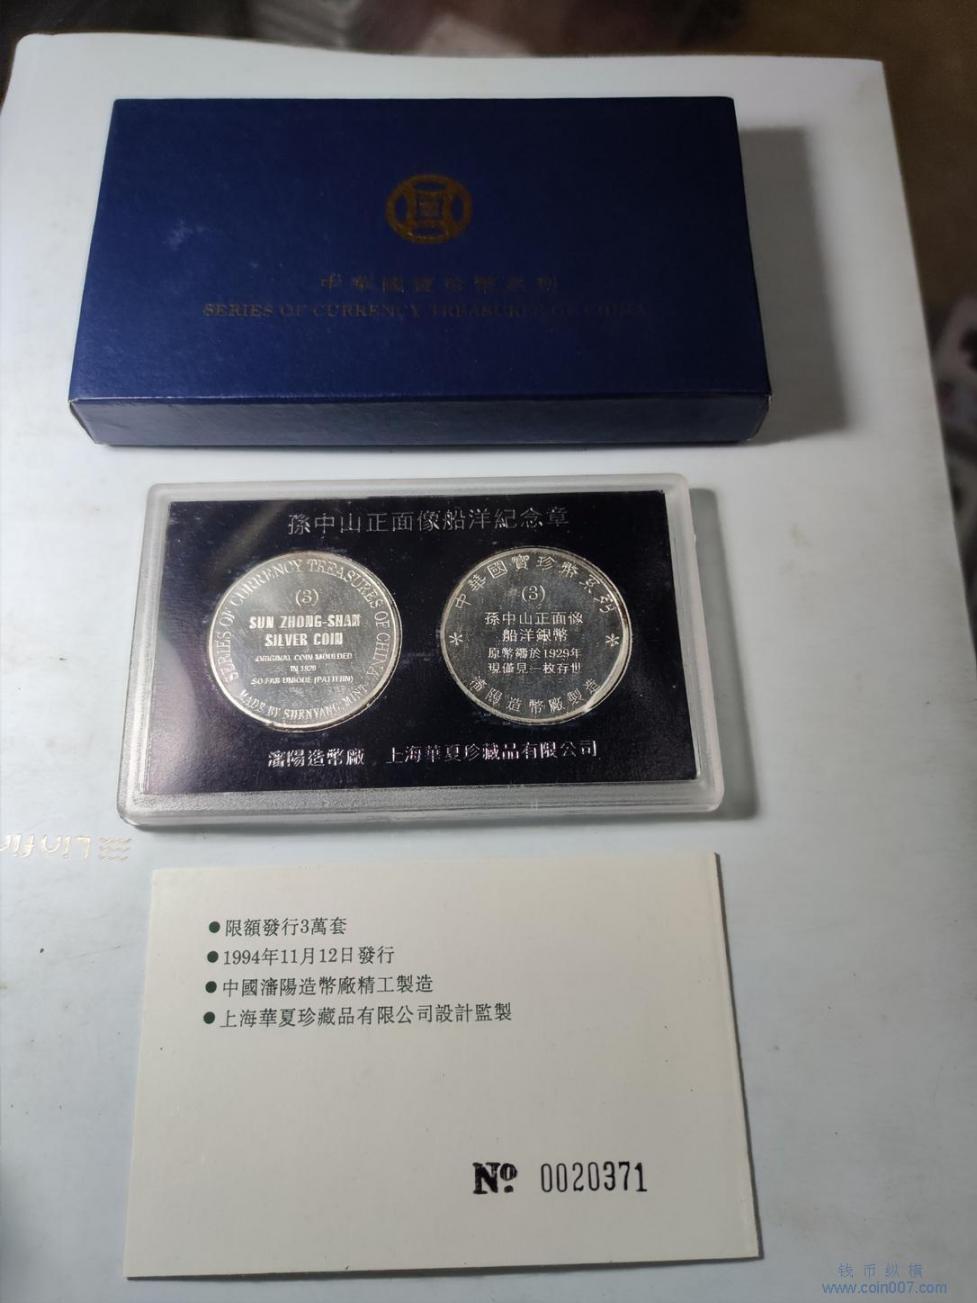 中華國寶珍幣系列
SERIES OF CURRENCY TREASURES OF CHINA
孫中山正面像船洋紀念章
SERIES OF CURRENCY TREASURES OF CHINA
(3)
SUN ZHONG-SHAN
SILVER COIN
ORIGINAL COIN MOULDED
IN 1929
SO FAR UNIQUE (PATTERN)
MADE BY SHENYANG MINT
中華國寶珍幣系列
(3)
孫中山正面像
船洋銀幣
原幣鑄於1929年
現僅見一枚存世
瀋陽造幣廠製造
瀋陽造幣廠 上海華夏珍藏品有限公司
●限額發行3萬套
●1994年11月12日發行
●中國瀋陽造幣廠精工製造
●上海華夏珍藏品有限公司設計監製
No. 0020371
钱币纵横
www.coin007.com